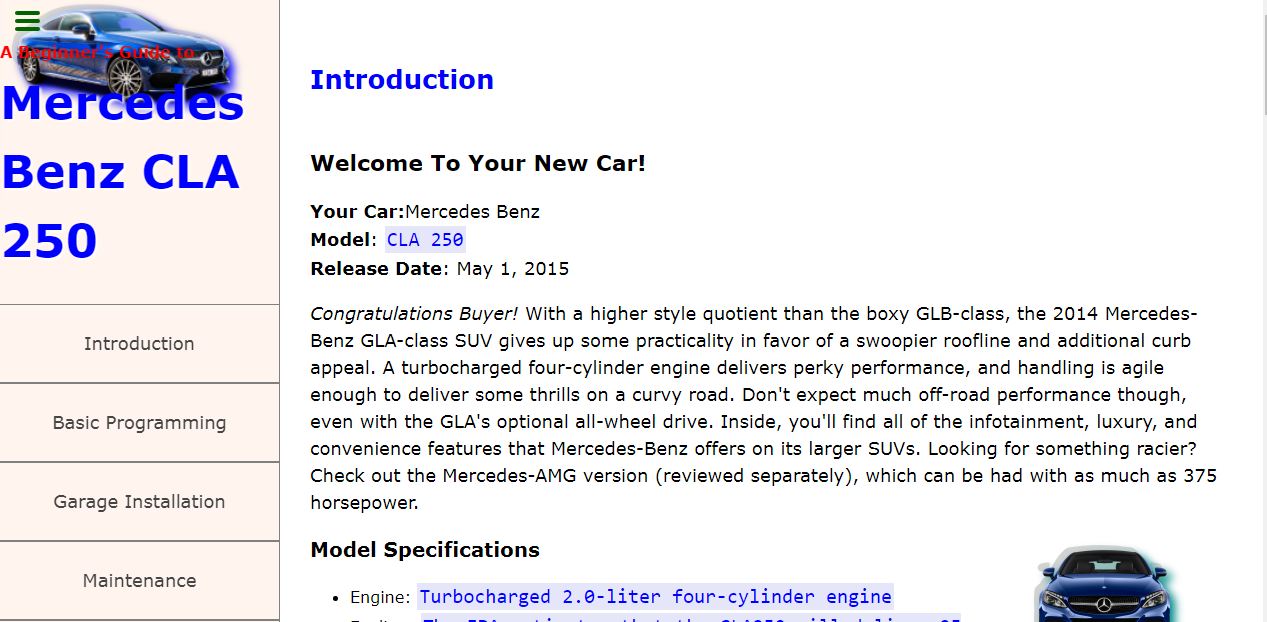 A Beginner's Guide to
Mercedes
Benz CLA
250
Introduction
Basic Programming
Garage Installation
Maintenance
Introduction
Welcome To Your New Car!
Your Car:Mercedes Benz
Model: CLA 250
Release Date: May 1, 2015
Congratulations Buyer! With a higher style quotient than the boxy GLB-class, the 2014 Mercedes-
Benz GLA-class SUV gives up some practicality in favor of a swoopier roofline and additional curb
appeal. A turbocharged four-cylinder engine delivers perky performance, and handling is agile
enough to deliver some thrills on a curvy road. Don't expect much off-road performance though,
even with the GLA's optional all-wheel drive. Inside, you'll find all of the infotainment, luxury, and
convenience features that Mercedes-Benz offers on its larger SUVs. Looking for something racier?
Check out the Mercedes-AMG version (reviewed separately), which can be had with as much as 375
horsepower.
Model Specifications
Engine: Turbocharged 2.0-liter four-cylinder engine